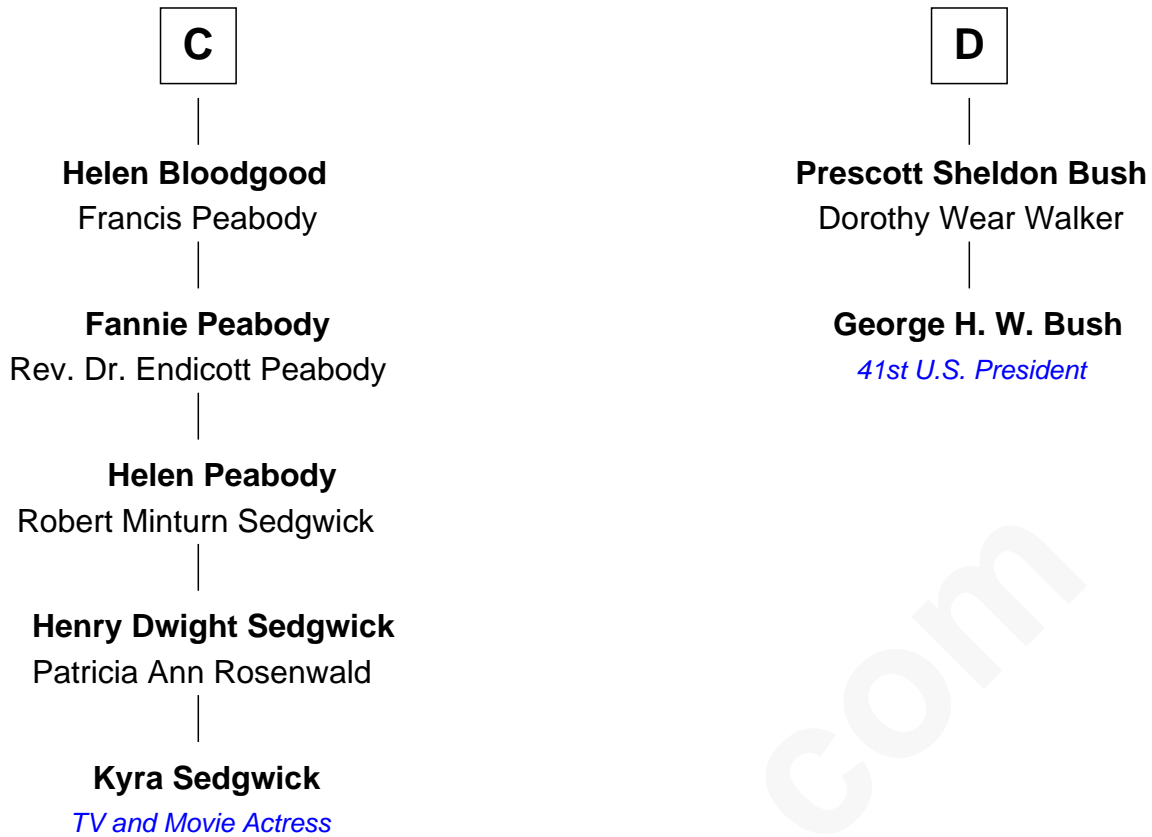 C
Helen Bloodgood
Francis Peabody
Fannie Peabody
Rev. Dr. Endicott Peabody
Helen Peabody
Robert Minturn Sedgwick
Henry Dwight Sedgwick
Patricia Ann Rosenwald
Kyra Sedgwick
TV and Movie Actress
D
Prescott Sheldon Bush
Dorothy Wear Walker
George H. W. Bush
41st U.S. President
com